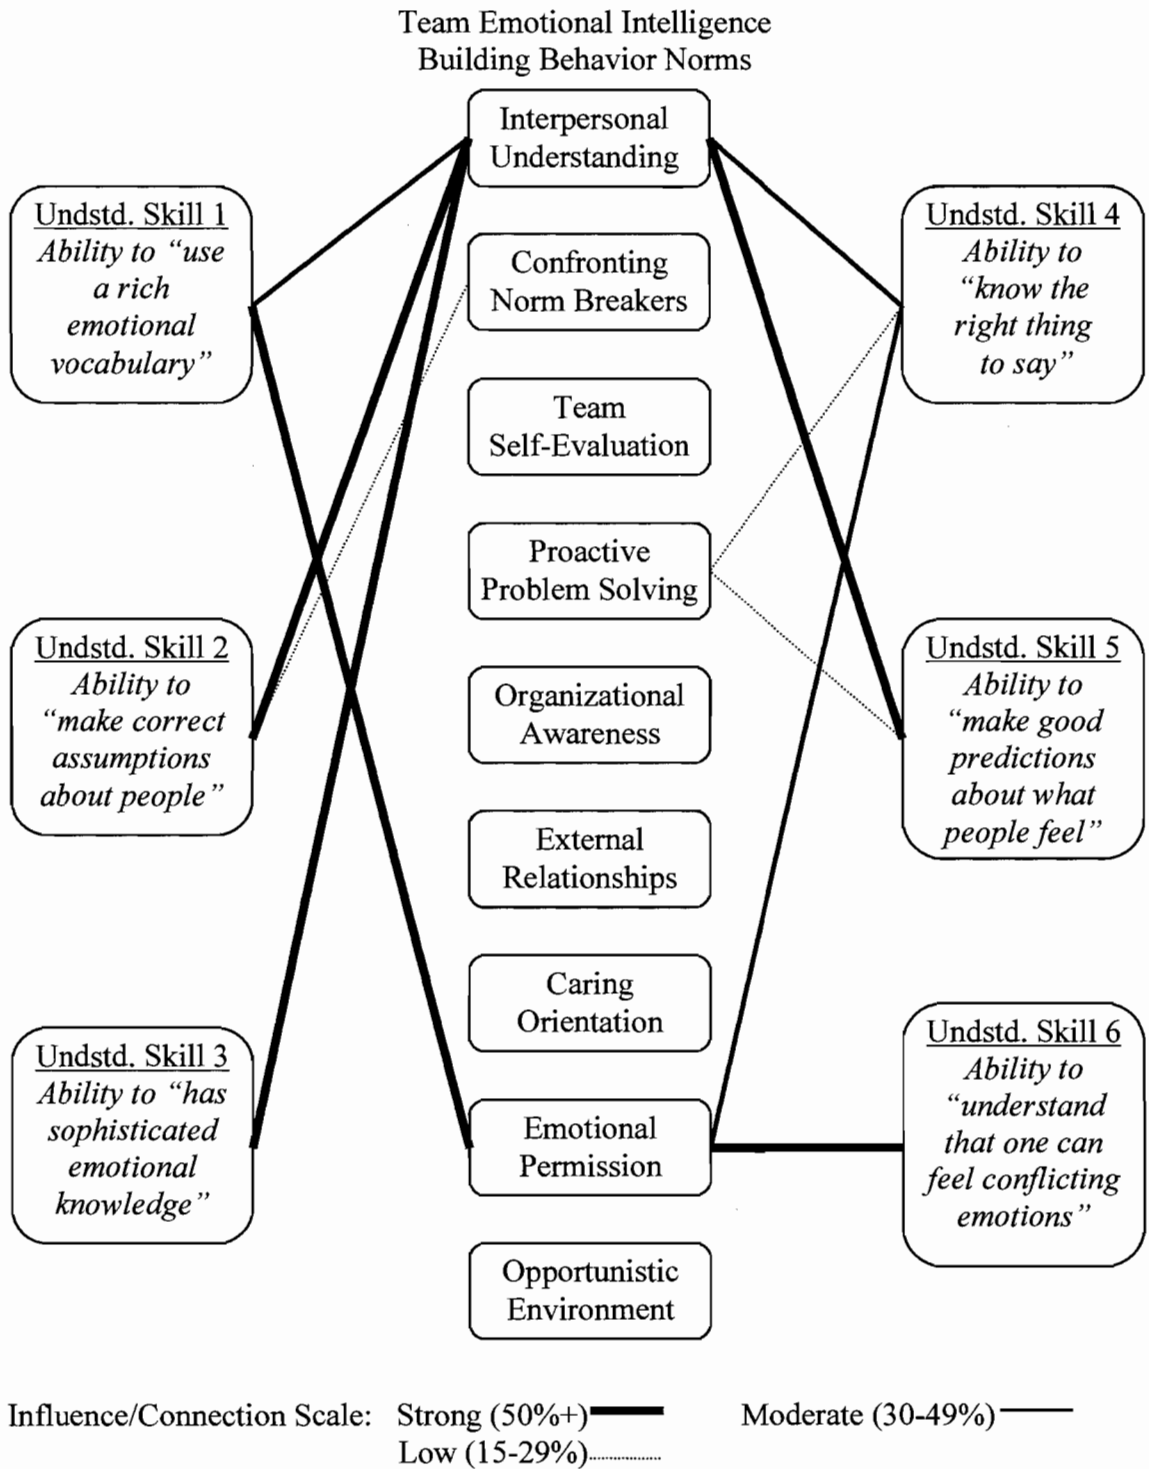 Team Emotional Intelligence
Building Behavior Norms
Interpersonal
Understanding
Undstd. Skill 1
Ability to “use
a rich
emotional
vocabulary”
Confronting
Norm Breakers
Undstd. Skill 4
Ability to
“know the
right thing
to say”
Team
Self-Evaluation
Proactive
Problem Solving
Undstd. Skill 2
Ability to
“make correct
assumptions
about people”
Organizational
Awareness
Undstd. Skill 5
Ability to
“make good
predictions
about what
people feel”
External
Relationships
Caring
Orientation
Undstd. Skill 3
Ability to “has
sophisticated
emotional
knowledge”
Emotional
Permission
Undstd. Skill 6
Ability to
“understand
that one can
feel conflicting
emotions”
Opportunistic
Environment
Influence/Connection Scale: Strong (50%+) Moderate (30-49%)
Low (15-29%)